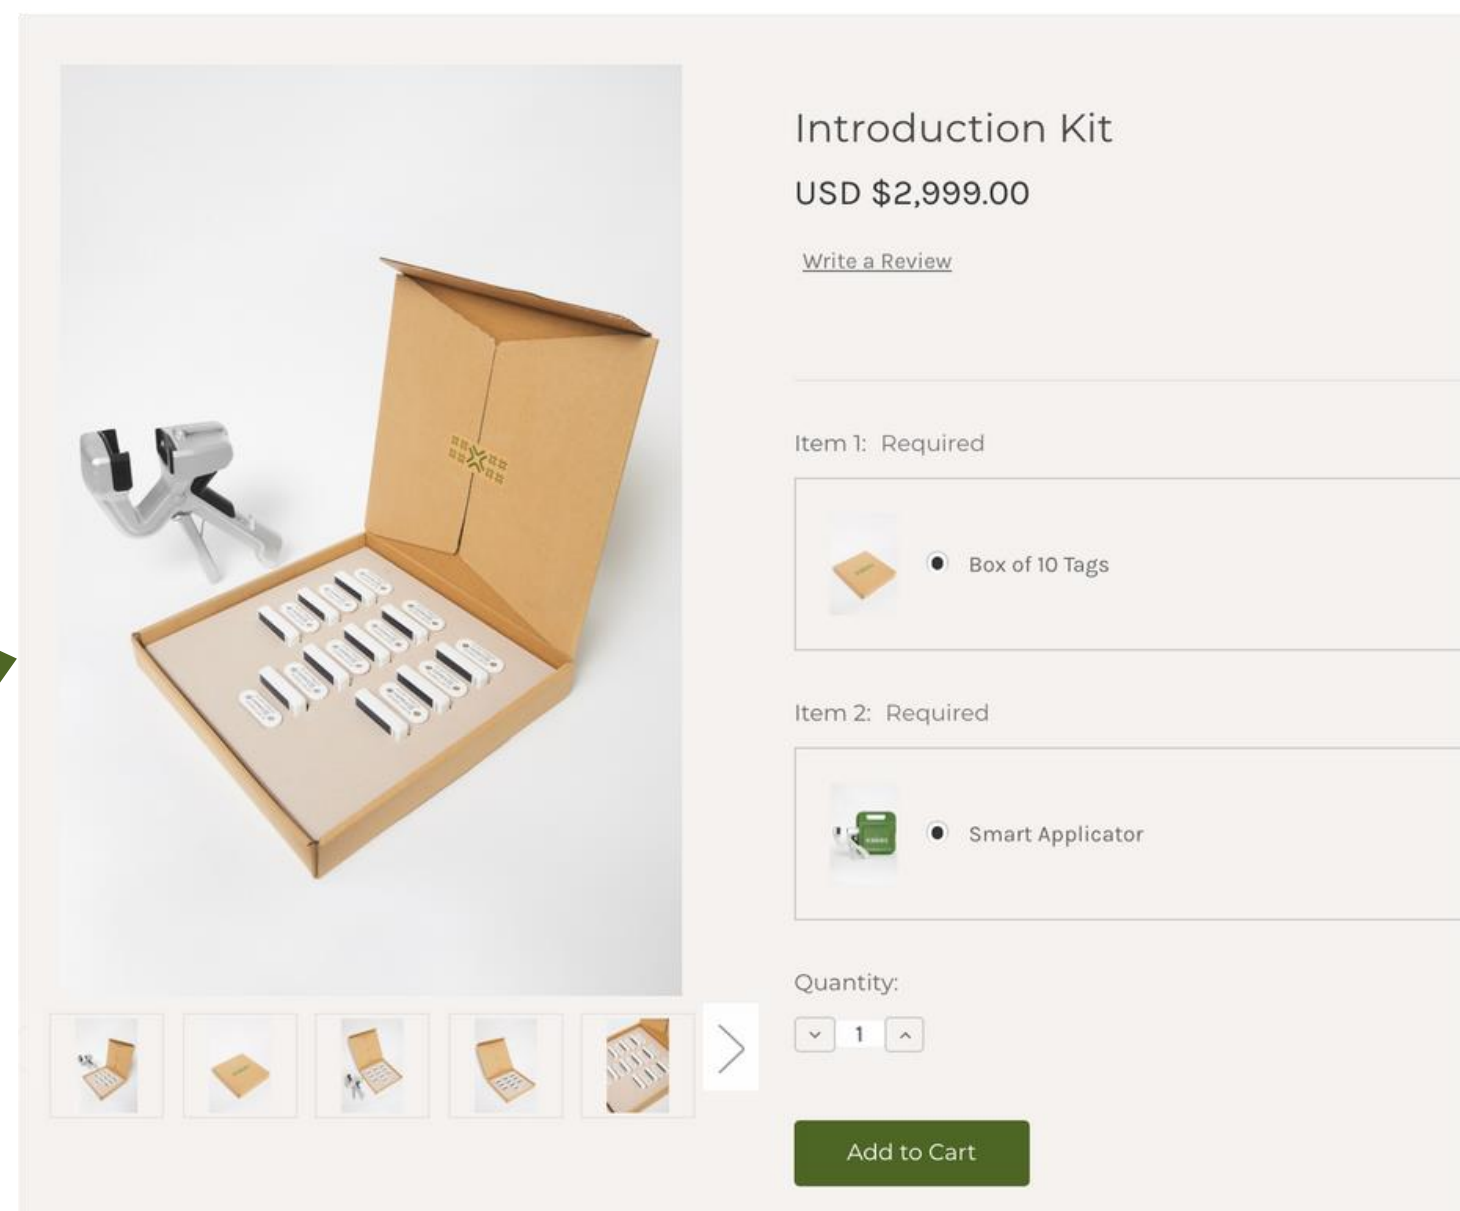 Introduction Kit
USD $2,999.00
Write a Review
Item 1: Required
Box of 10 Tags
Item 2: Required
Smart Applicator
Quantity:
1
Add to Cart